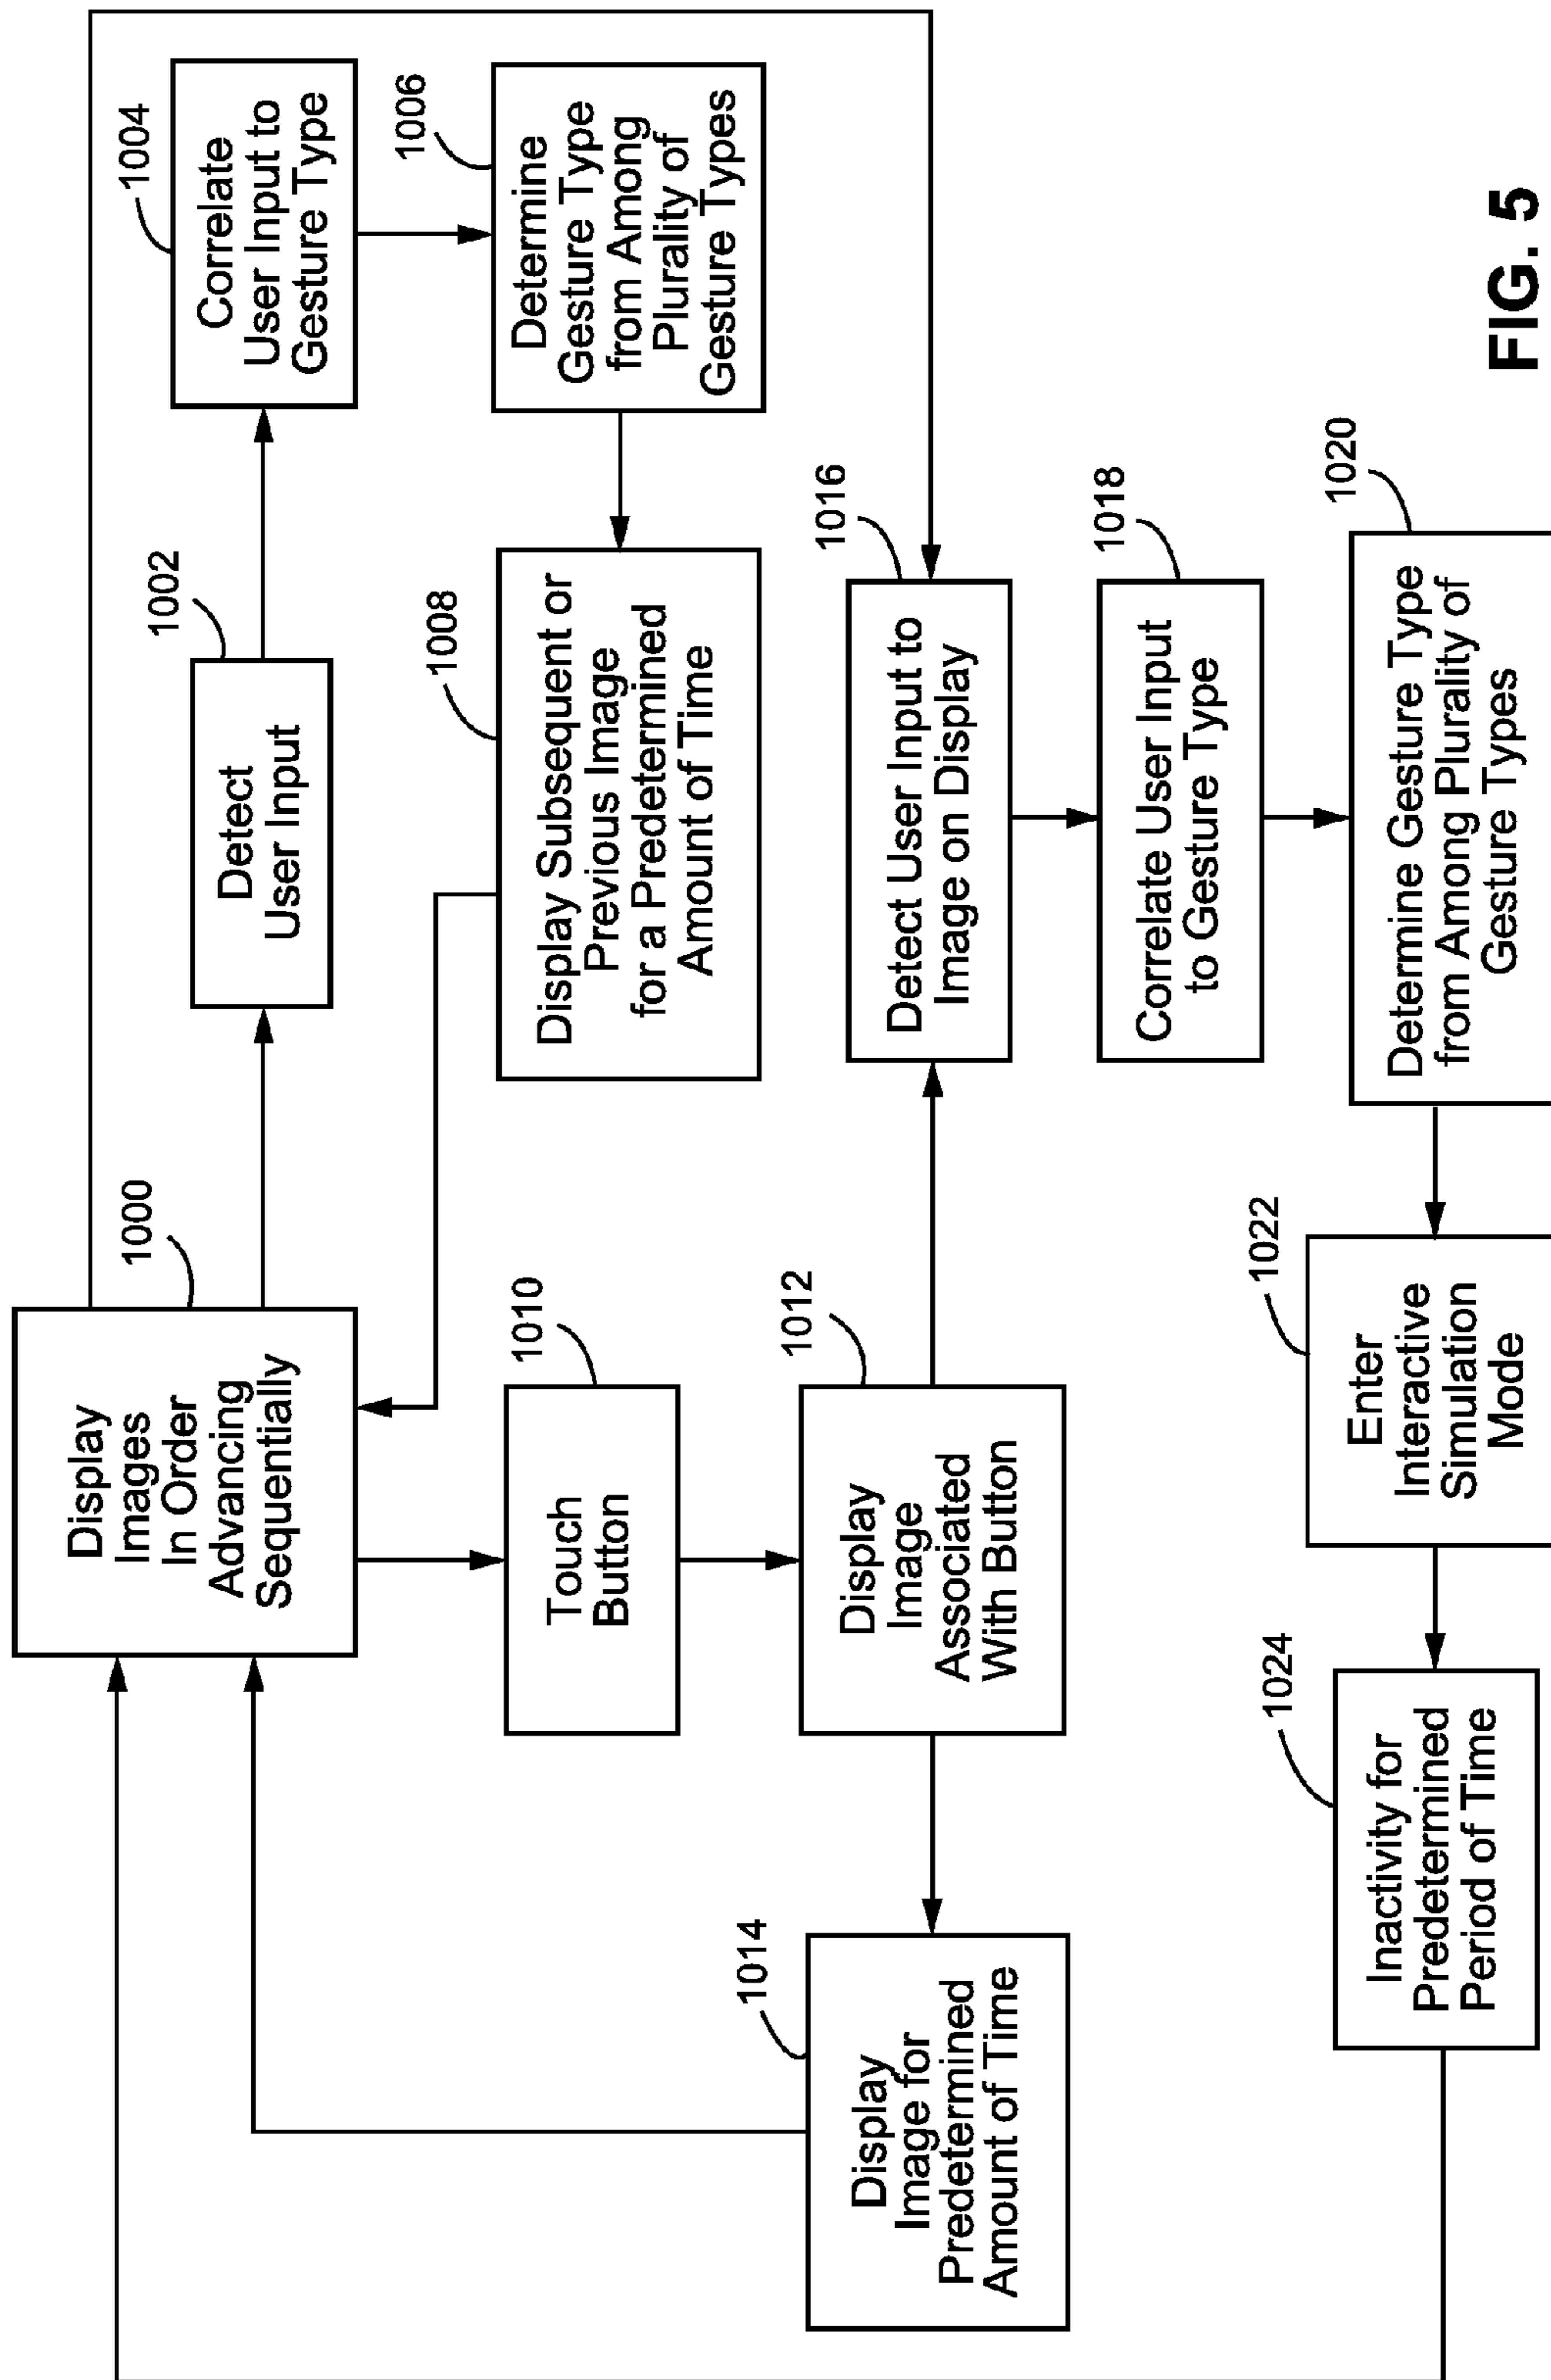 1000
Display
Images
In Order
Advancing
Sequentially
1002
Detect
User Input
1004
Correlate
User Input to
Gesture Type
1006
Determine
Gesture Type
from Among
Plurality of
Gesture Types
1008
Display Subsequent or
Previous Image
for a Predetermined
Amount of Time
1010
Touch
Button
1012
Display
Image
Associated
With Button
1014
Display
Image for
Predetermined
Amount of Time
1016
Detect User Input to
Image on Display
1018
Correlate User Input
to Gesture Type
1020
Determine Gesture Type
from Among Plurality of
Gesture Types
1022
Enter
Interactive
Simulation
Mode
1024
Inactivity for
Predetermined
Period of Time
FIG. 5